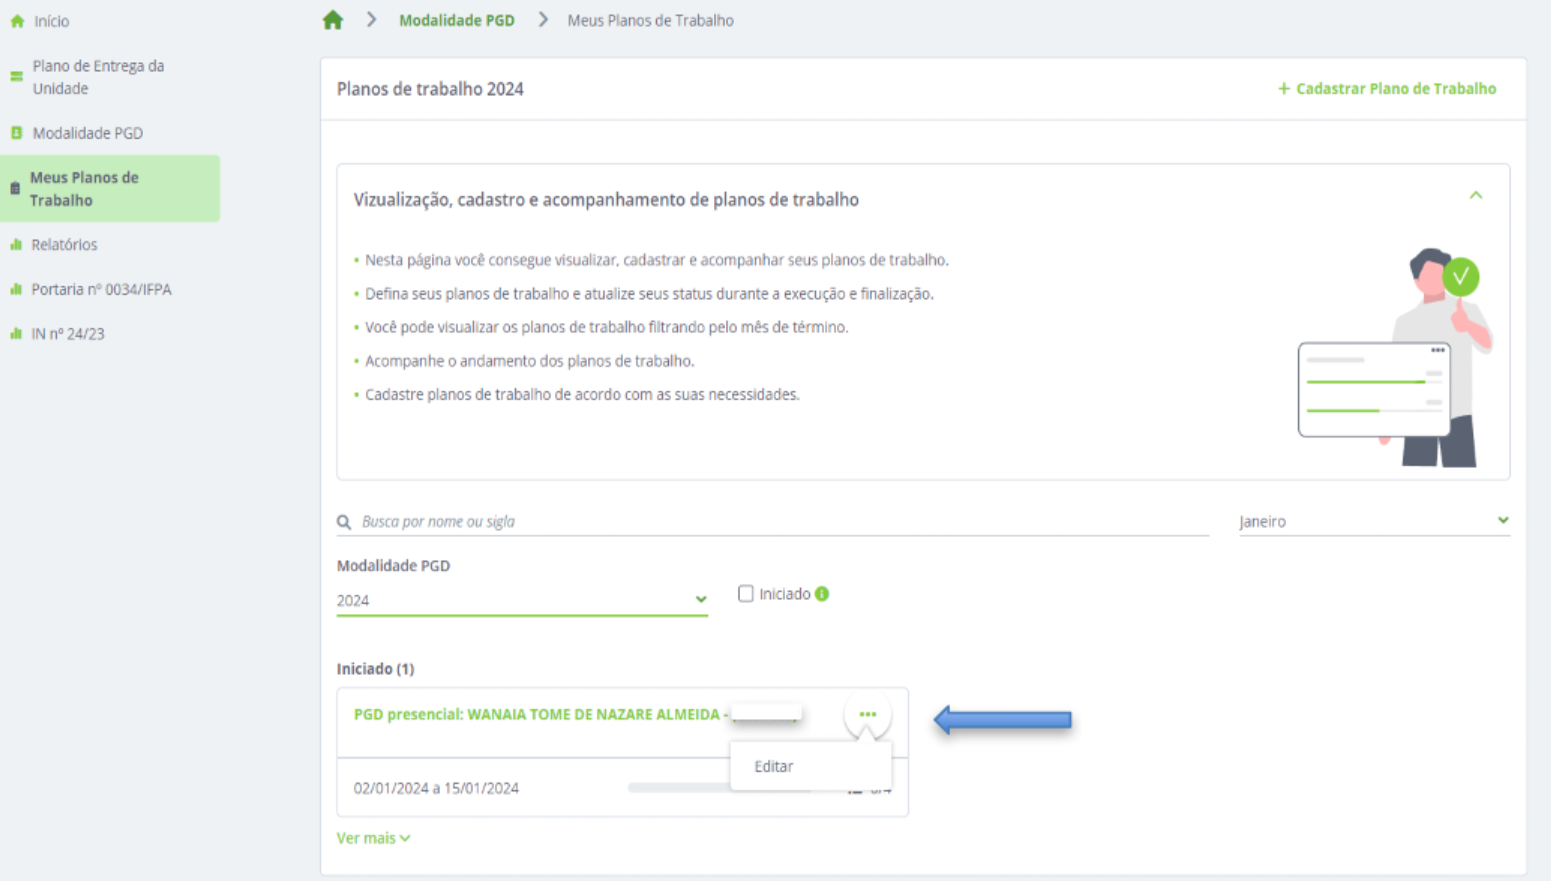 Início
Plano de Entrega da
Unidade
Modalidade PGD
Meus Planos de
Trabalho
Relatórios
Portaria nº 0034/IFPA
IN nº 24/23
Modalidade PGD
Meus Planos de Trabalho
Planos de trabalho 2024
+ Cadastrar Plano de Trabalho
Vizualização, cadastro e acompanhamento de planos de trabalho
• Nesta página você consegue visualizar, cadastrar e acompanhar seus planos de trabalho.
• Defina seus planos de trabalho e atualize seus status durante a execução e finalização.
• Você pode visualizar os planos de trabalho filtrando pelo mês de término.
• Acompanhe o andamento dos planos de trabalho.
• Cadastre planos de trabalho de acordo com as suas necessidades.
Busca por nome ou sigla
Janeiro
Modalidade PGD
2024
Iniciado
Iniciado (1)
PGD presencial: WANAIA TOME DE NAZARE ALMEIDA -
Editar
02/01/2024 a 15/01/2024
Ver mais